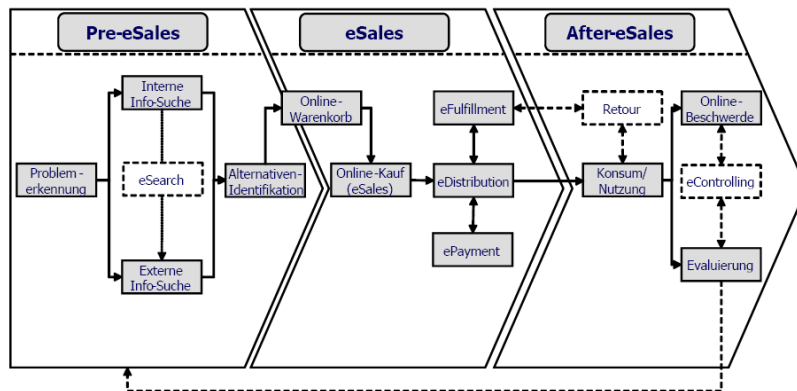 Pre-eSales
eSales
After-eSales
Interne
Info-Suche
Problem-
erkennung
eSearch
Externe
Info-Suche
Alternativen-
Identifikation
Online-
Warenkorb
Online-Kauf
(eSales)
eFulfillment
eDistribution
ePayment
Retour
Konsum/
Nutzung
Online-
Beschwerde
eControlling
Evaluierung